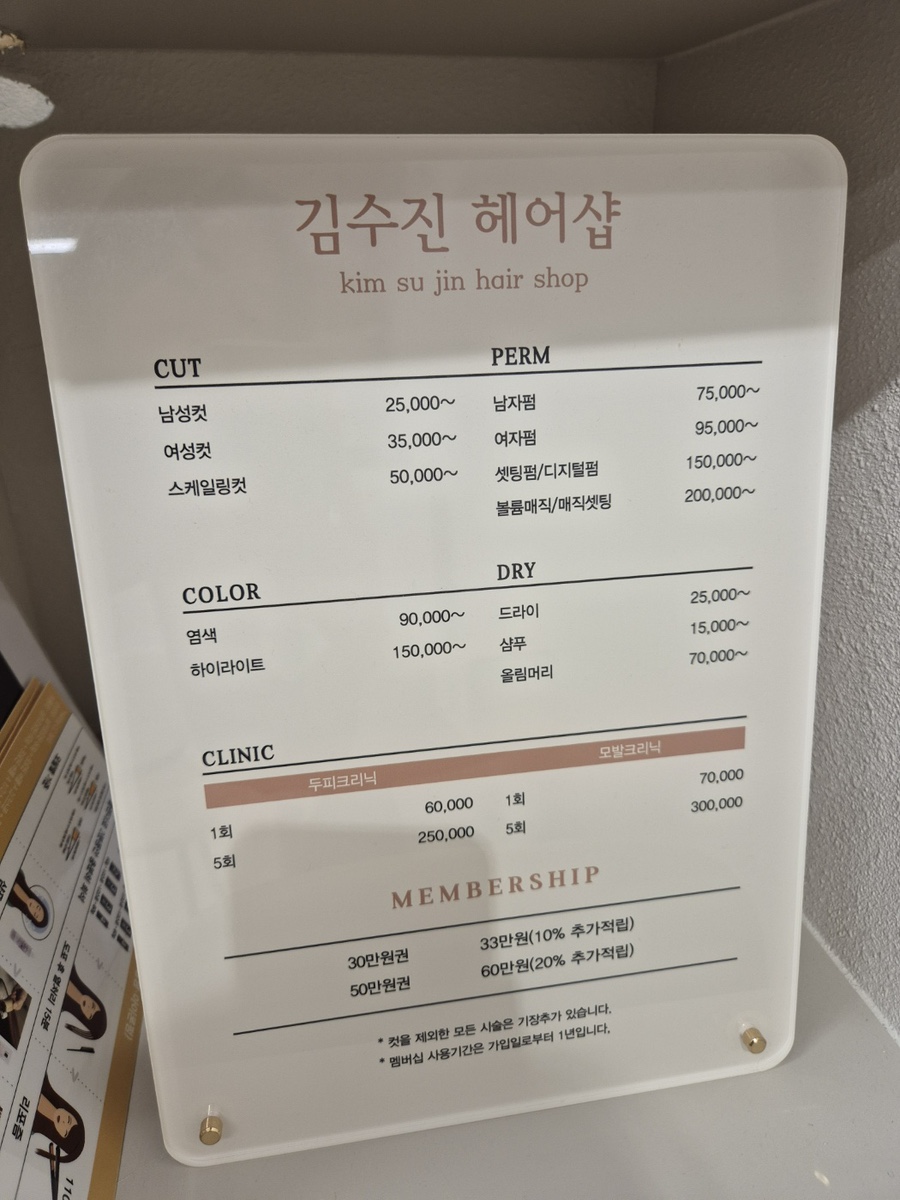 김수진 헤어샵
kim su jin hair shop
CUT
남성컷 25,000~
여성컷 35,000~
스케일링컷 50,000~
PERM
남자펌 75,000~
여자펌 95,000~
셋팅펌/디지털펌 150,000~
볼륨매직/매직셋팅 200,000~
COLOR
염색 90,000~
하이라이트 150,000~
DRY
드라이 25,000~
샴푸 15,000~
올림머리 70,000~
CLINIC
두피크리닉
1회 60,000
5회 250,000
모발크리닉
1회 70,000
5회 300,000
MEMBERSHIP
30만원권 33만원(10% 추가적립)
50만원권 60만원(20% 추가적립)
* 컷을 제외한 모든 시술은 기장추가 있습니다.
* 멤버십 사용기간은 가입일로부터 1년입니다.